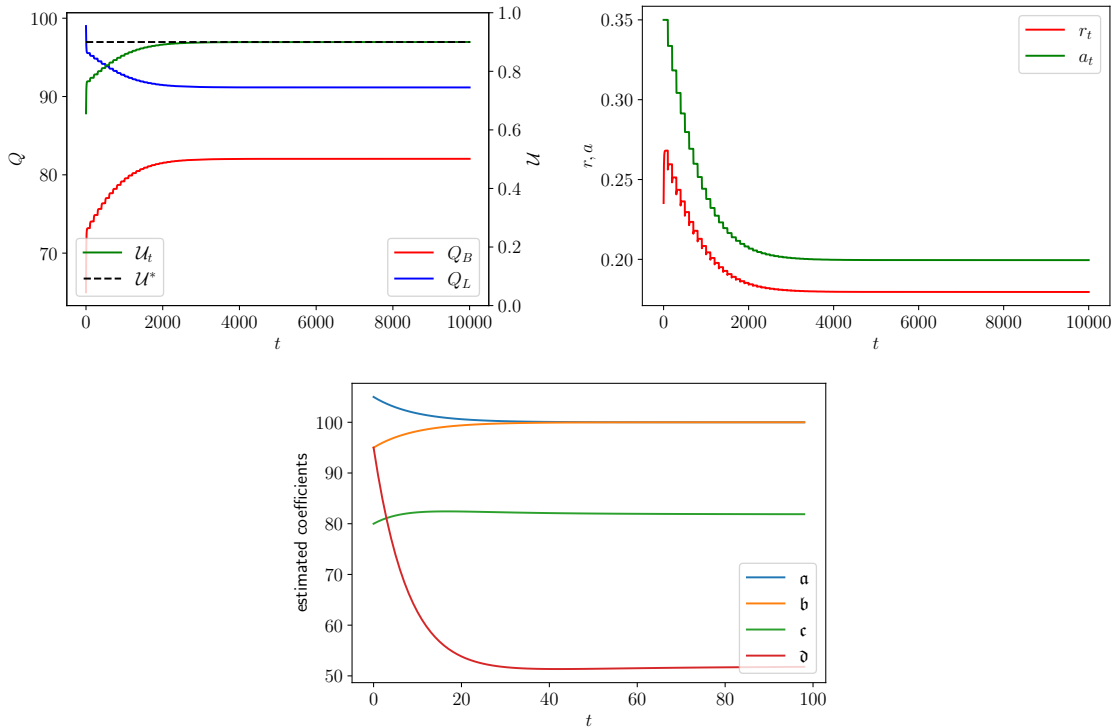 100
90
80
70
Q
1.0
0.8
0.6
0.4
0.2
0.0
𝒰
𝒰_t
𝒰*
Q_B
Q_L
0 2000 4000 6000 8000 10000
t
0.35
0.30
0.25
0.20
r, a
r_t
a_t
0 2000 4000 6000 8000 10000
t
100
90
80
70
60
50
estimated coefficients
𝔞
𝔟
𝔠
𝔡
0 20 40 60 80 100
t